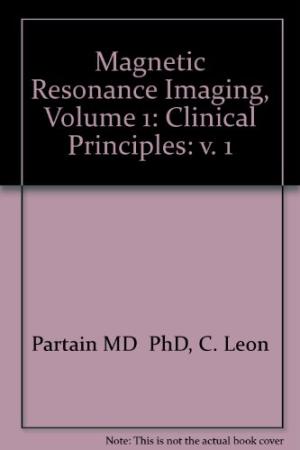 Magnetic
Resonance Imaging,
Volume 1: Clinical
Principles: v. 1
Partain MD  PhD, C. Leon
Note: This is not the actual book cover